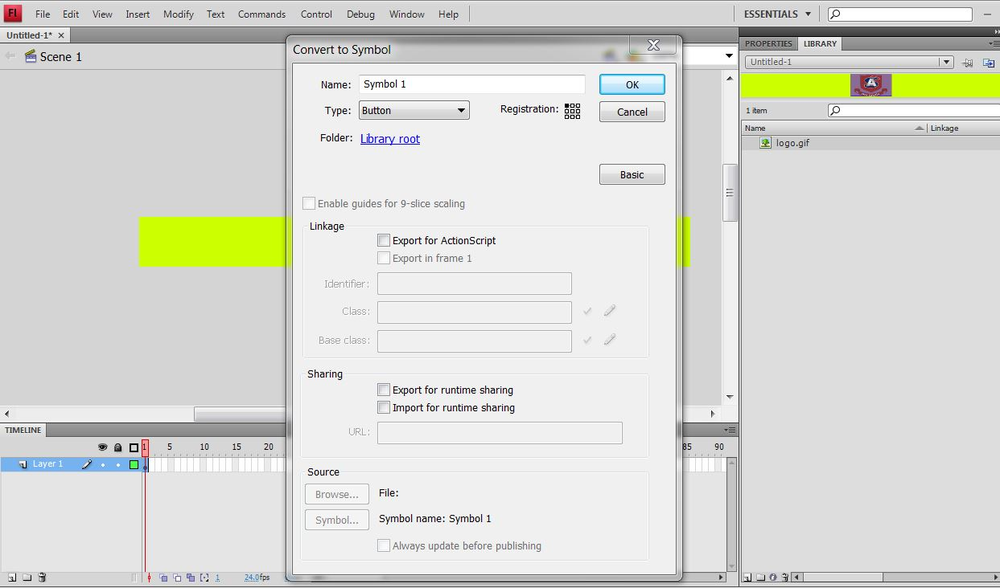 Fl File Edit View Insert Modify Text Commands Control Debug Window Help ESSENTIALS
Untitled-1*
Scene 1
Convert to Symbol
Name: Symbol 1 OK
Type: Button Registration: Cancel
Folder: Library root
Basic
Enable guides for 9-slice scaling
Linkage
Export for ActionScript
Export in frame 1
Identifier:
Class:
Base class:
Sharing
Export for runtime sharing
Import for runtime sharing
URL:
Source
Browse... File:
Symbol... Symbol name: Symbol 1
Always update before publishing
PROPERTIES LIBRARY
Untitled-1
A
1 item
Name Linkage
logo.gif
TIMELINE
1 5 10 15 20 85 90
Layer 1
1 24.0fps